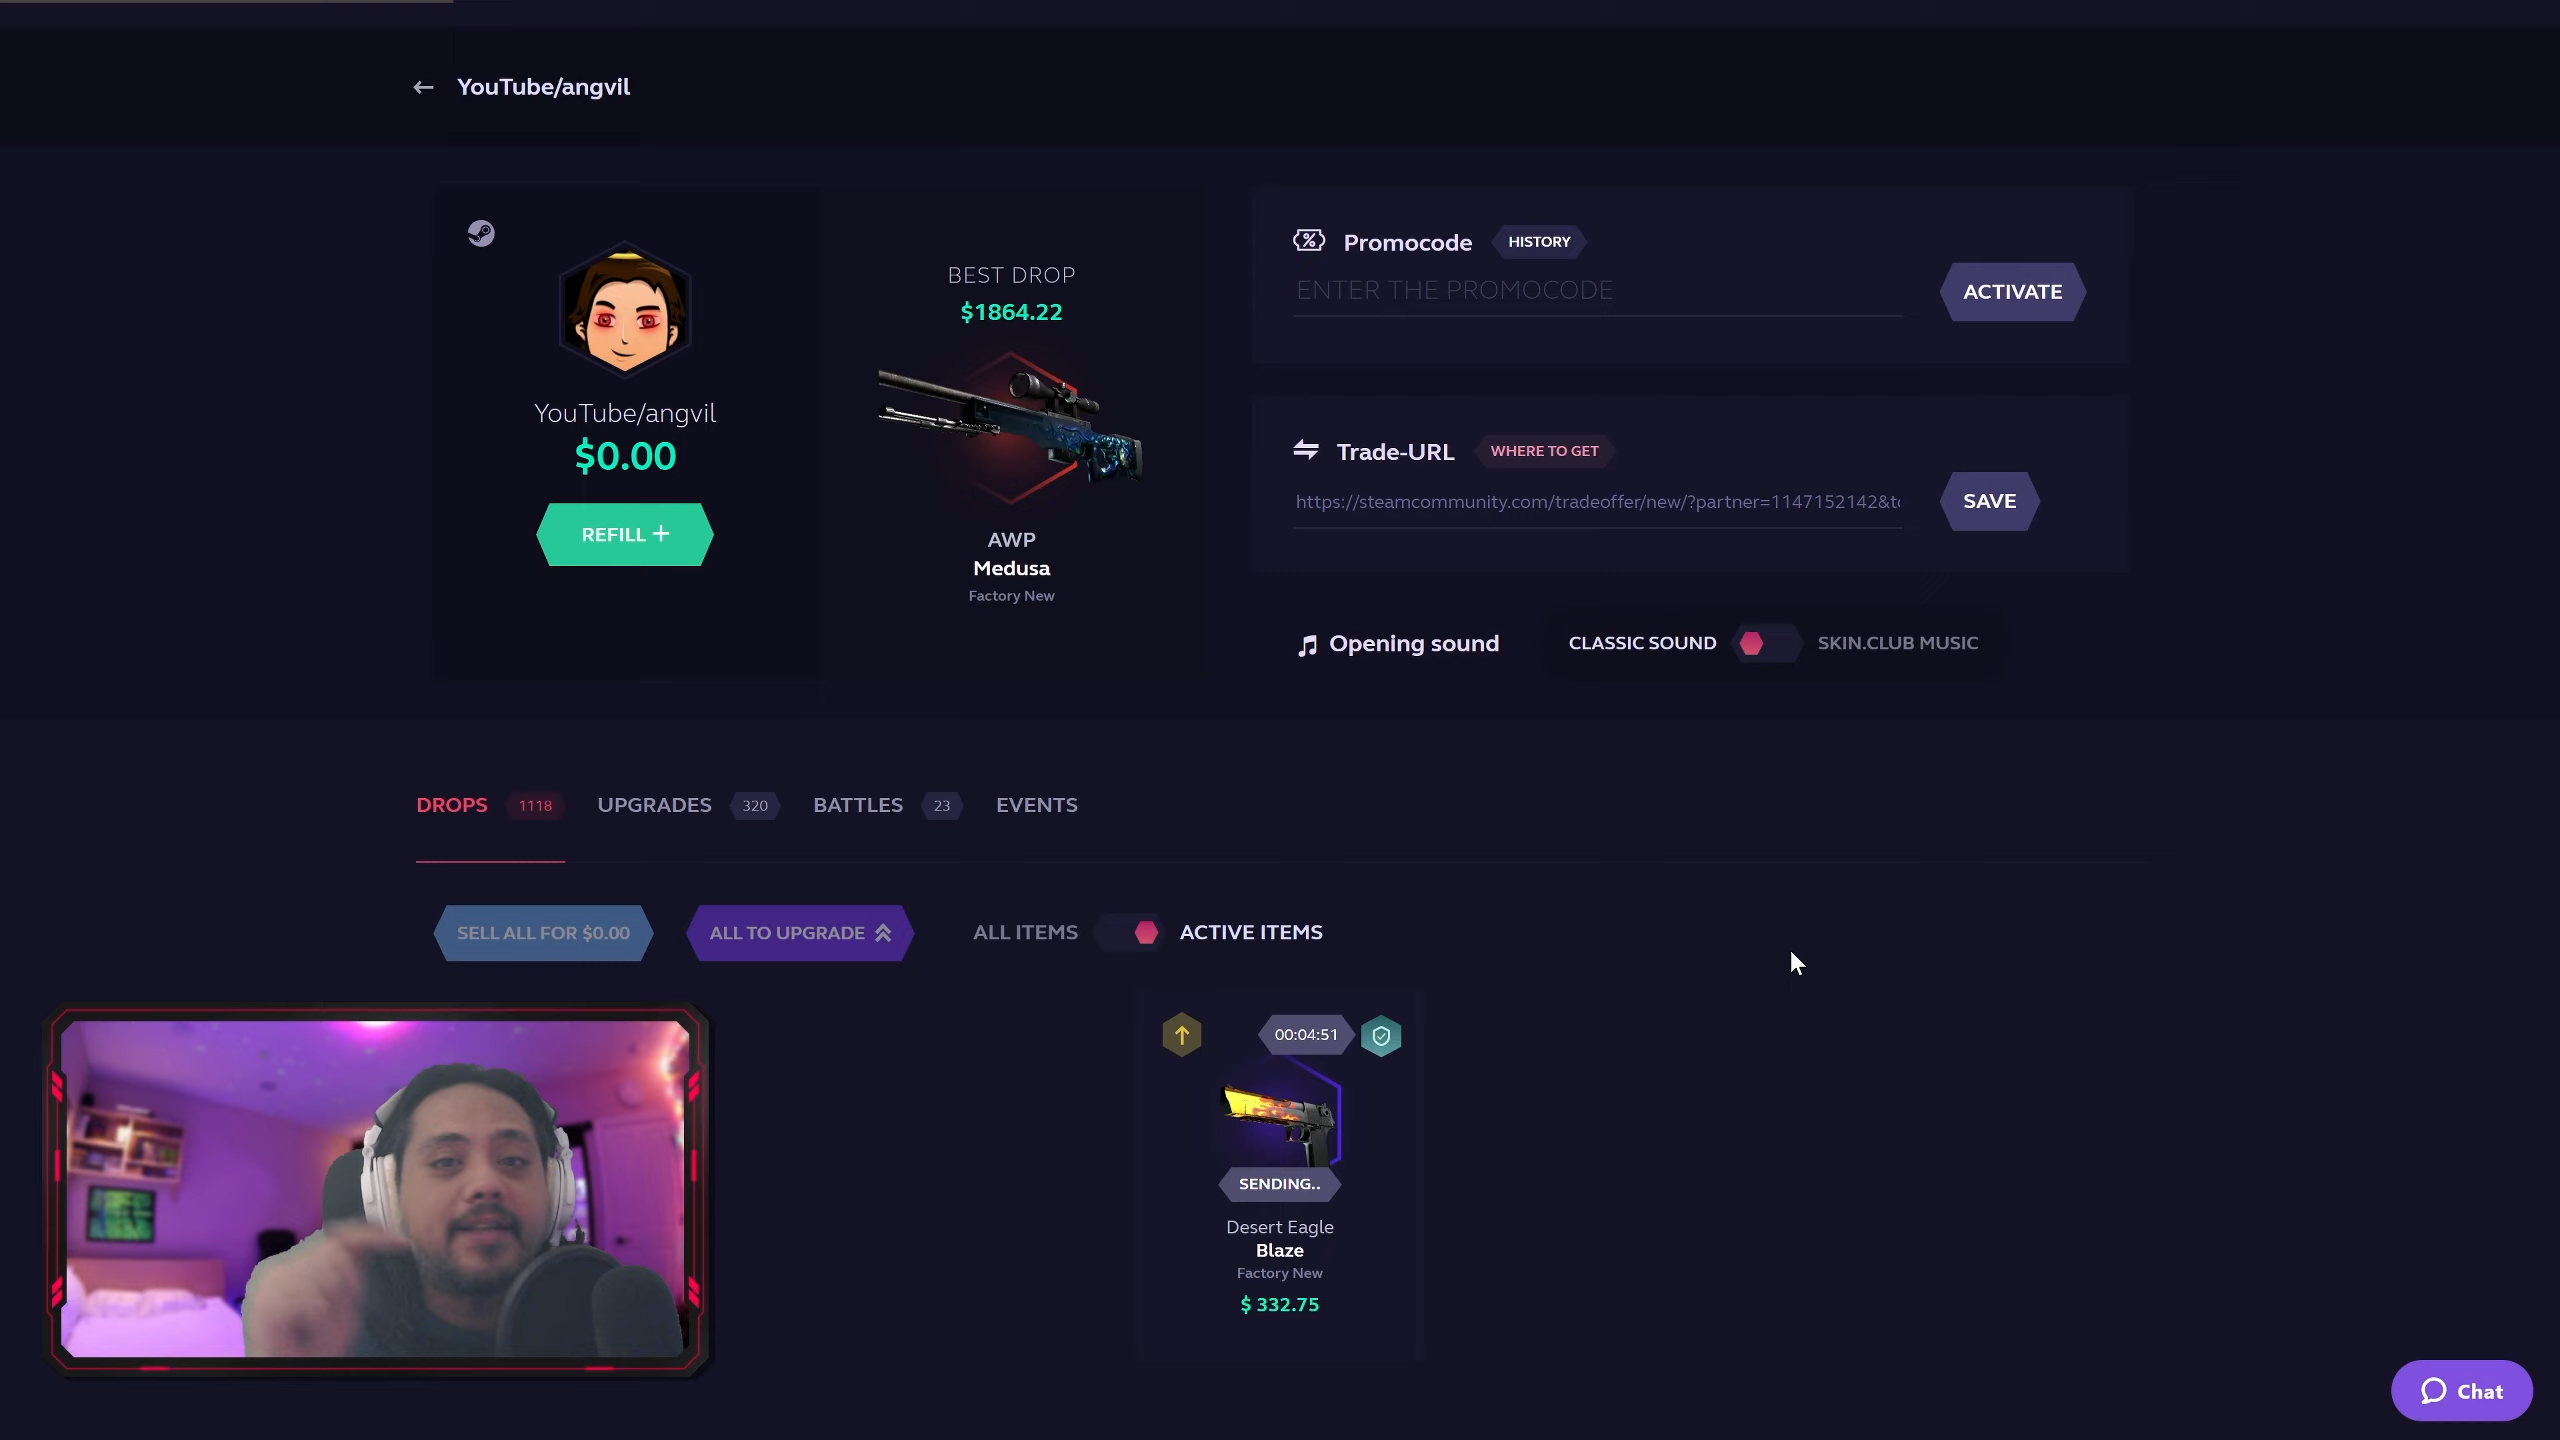 YouTube/angvil
YouTube/angvil
$0.00
REFILL +
BEST DROP
$1864.22
AWP
Medusa
Factory New
Promocode
HISTORY
ENTER THE PROMOCODE
ACTIVATE
Trade-URL
WHERE TO GET
https://steamcommunity.com/tradeoffer/new/?partner=1147152142&t
SAVE
Opening sound
CLASSIC SOUND
SKIN.CLUB MUSIC
DROPS 1118
UPGRADES 320
BATTLES 23
EVENTS
SELL ALL FOR $0.00
ALL TO UPGRADE
ALL ITEMS
ACTIVE ITEMS
00:04:51
SENDING..
Desert Eagle
Blaze
Factory New
$ 332.75
Chat